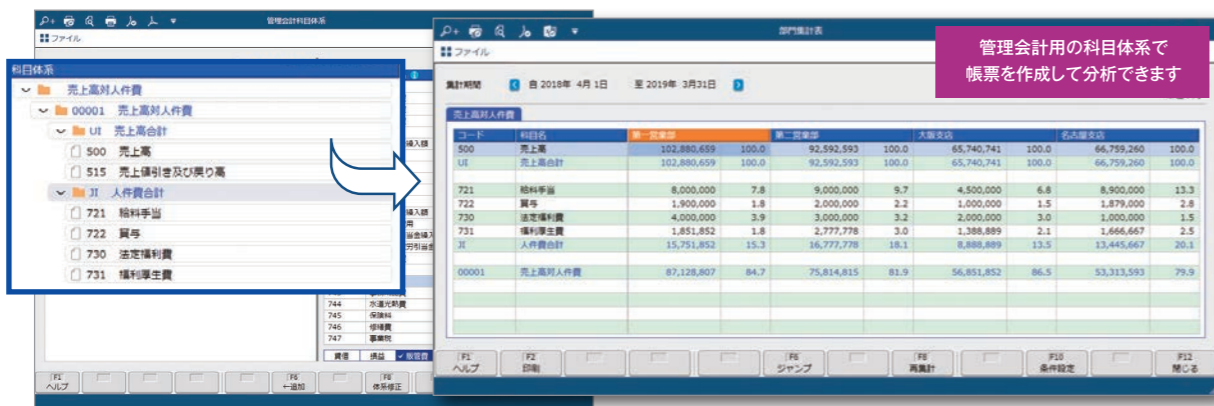 管理会計科目体系
ファイル
科目体系
売上高対人件費
00001 売上高対人件費
UI 売上高合計
500 売上高
515 売上値引き及び戻り高
JI 人件費合計
721 給料手当
722 賞与
730 法定福利費
731 福利厚生費
744 水道光熱費
745 保険料
746 修繕費
747 事業税
貸借 損益 販管費
F1 F6 F8
ヘルプ ←追加 体系修正
部門集計表
ファイル
管理会計用の科目体系で
帳票を作成して分析できます
集計期間 自 2018年 4月 1日 至 2019年 3月31日
売上高対人件費
コード 科目名 第一営業部 第二営業部 大阪支店 名古屋支店
500 売上高 102,880,659 100.0 92,592,593 100.0 65,740,741 100.0 66,759,260 100.0
UI 売上高合計 102,880,659 100.0 92,592,593 100.0 65,740,741 100.0 66,759,260 100.0
721 給料手当 8,000,000 7.8 9,000,000 9.7 4,500,000 6.8 8,900,000 13.3
722 賞与 1,900,000 1.8 2,000,000 2.2 1,000,000 1.5 1,879,000 2.8
730 法定福利費 4,000,000 3.9 3,000,000 3.2 2,000,000 3.0 1,000,000 1.5
731 福利厚生費 1,851,852 1.8 2,777,778 3.0 1,388,889 2.1 1,666,667 2.5
JI 人件費合計 15,751,852 15.3 16,777,778 18.1 8,888,889 13.5 13,445,667 20.1
00001 売上高対人件費 87,128,807 84.7 75,814,815 81.9 56,851,852 86.5 53,313,593 79.9
F1 F2 F6 F8 F10 F12
ヘルプ 印刷 ジャンプ 再集計 条件設定 閉じる